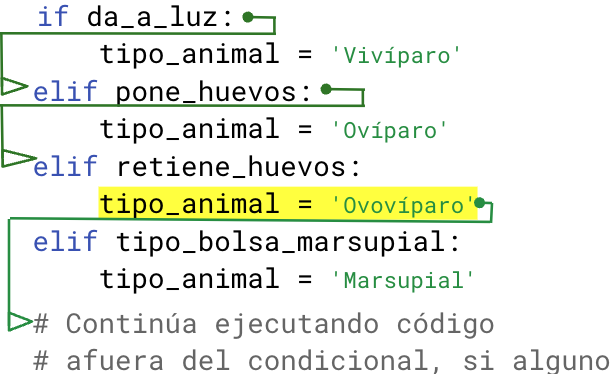 if da_a_luz:
tipo_animal = 'Vivíparo'
elif pone_huevos:
tipo_animal = 'Ovíparo'
elif retiene_huevos:
tipo_animal = 'Ovovíparo'
elif tipo_bolsa_marsupial:
tipo_animal = 'Marsupial'
# Continúa ejecutando código
# afuera del condicional, si alguno